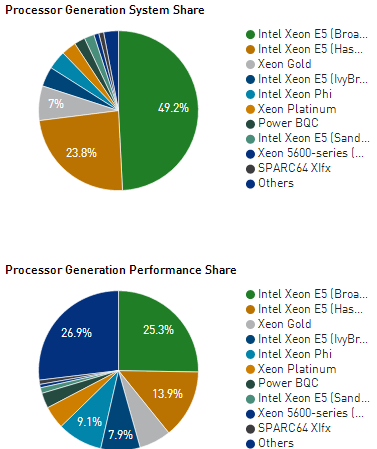 Processor Generation System Share
49.2%
23.8%
7%
Intel Xeon E5 (Broa...
Intel Xeon E5 (Has...
Xeon Gold
Intel Xeon E5 (IvyBr...
Intel Xeon Phi
Xeon Platinum
Power BQC
Intel Xeon E5 (Sand...
Xeon 5600-series (...
SPARC64 XIfx
Others
Processor Generation Performance Share
25.3%
13.9%
7.9%
9.1%
26.9%
Intel Xeon E5 (Broa...
Intel Xeon E5 (Has...
Xeon Gold
Intel Xeon E5 (IvyBr...
Intel Xeon Phi
Xeon Platinum
Power BQC
Intel Xeon E5 (Sand...
Xeon 5600-series (...
SPARC64 XIfx
Others